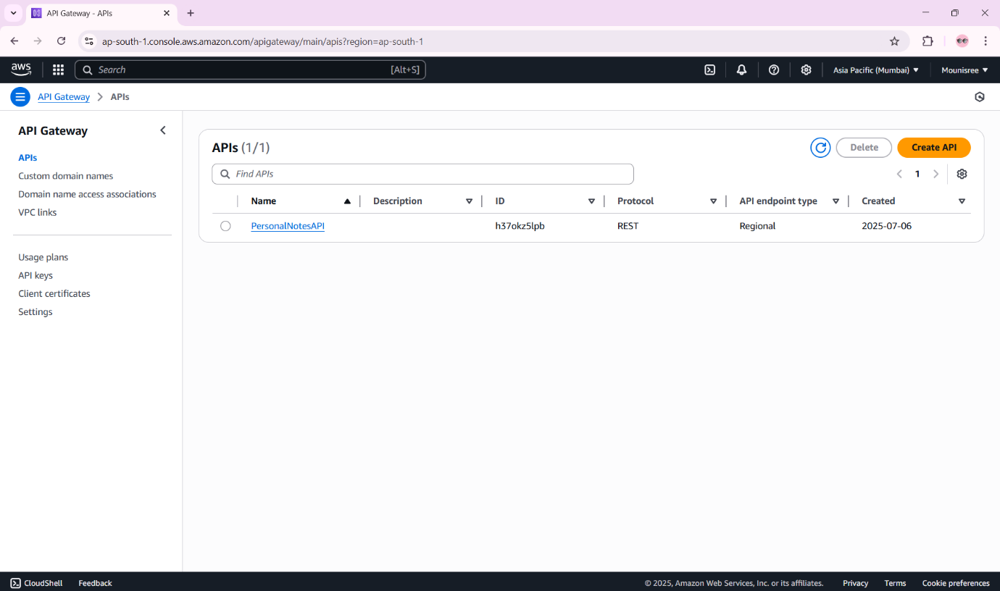 API Gateway - APIs
ap-south-1.console.aws.amazon.com/apigateway/main/apis?region=ap-south-1
aws Search [Alt+S] Asia Pacific (Mumbai) Mounisree
API Gateway APIs
API Gateway
APIs
Custom domain names
Domain name access associations
VPC links
Usage plans
API keys
Client certificates
Settings
APIs (1/1) Delete Create API
Find APIs 1
Name Description ID Protocol API endpoint type Created
PersonalNotesAPI h37okz5lpb REST Regional 2025-07-06
CloudShell Feedback © 2025, Amazon Web Services, Inc. or its affiliates. Privacy Terms Cookie preferences